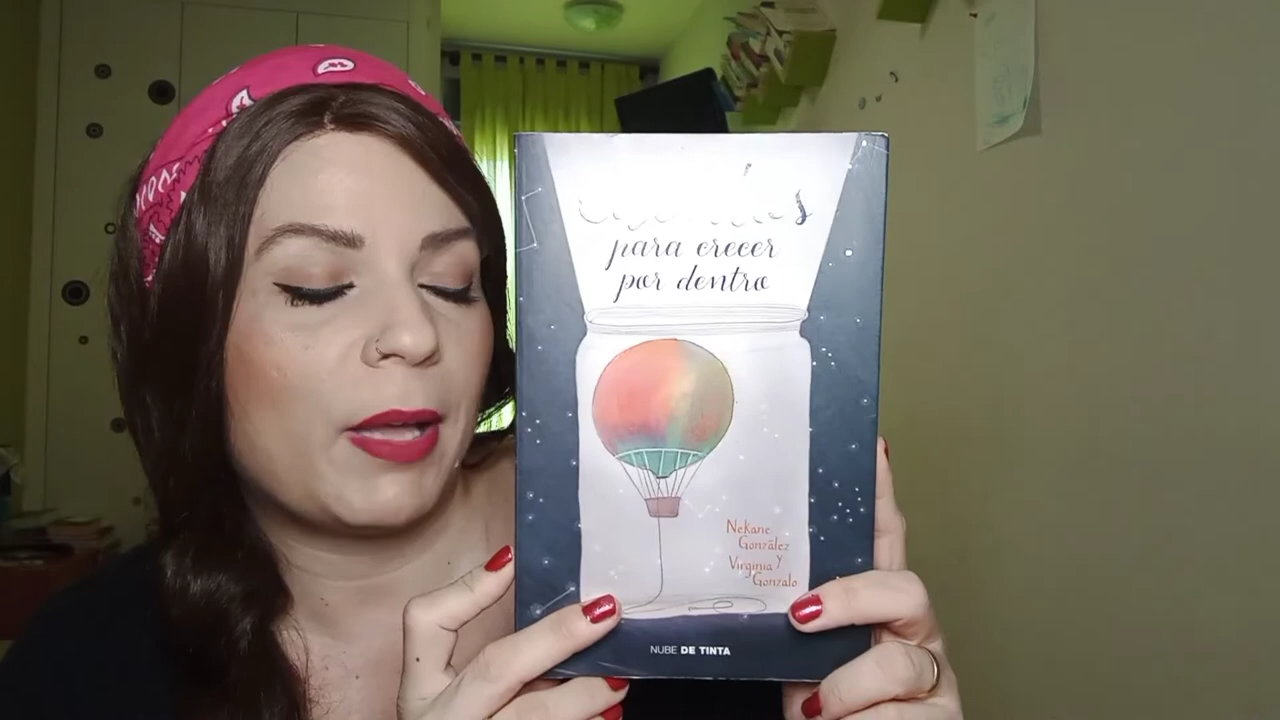 para crecer
por dentro
Nekane
González
y
Virginia
Gonzalo
NUBE DE TINTA